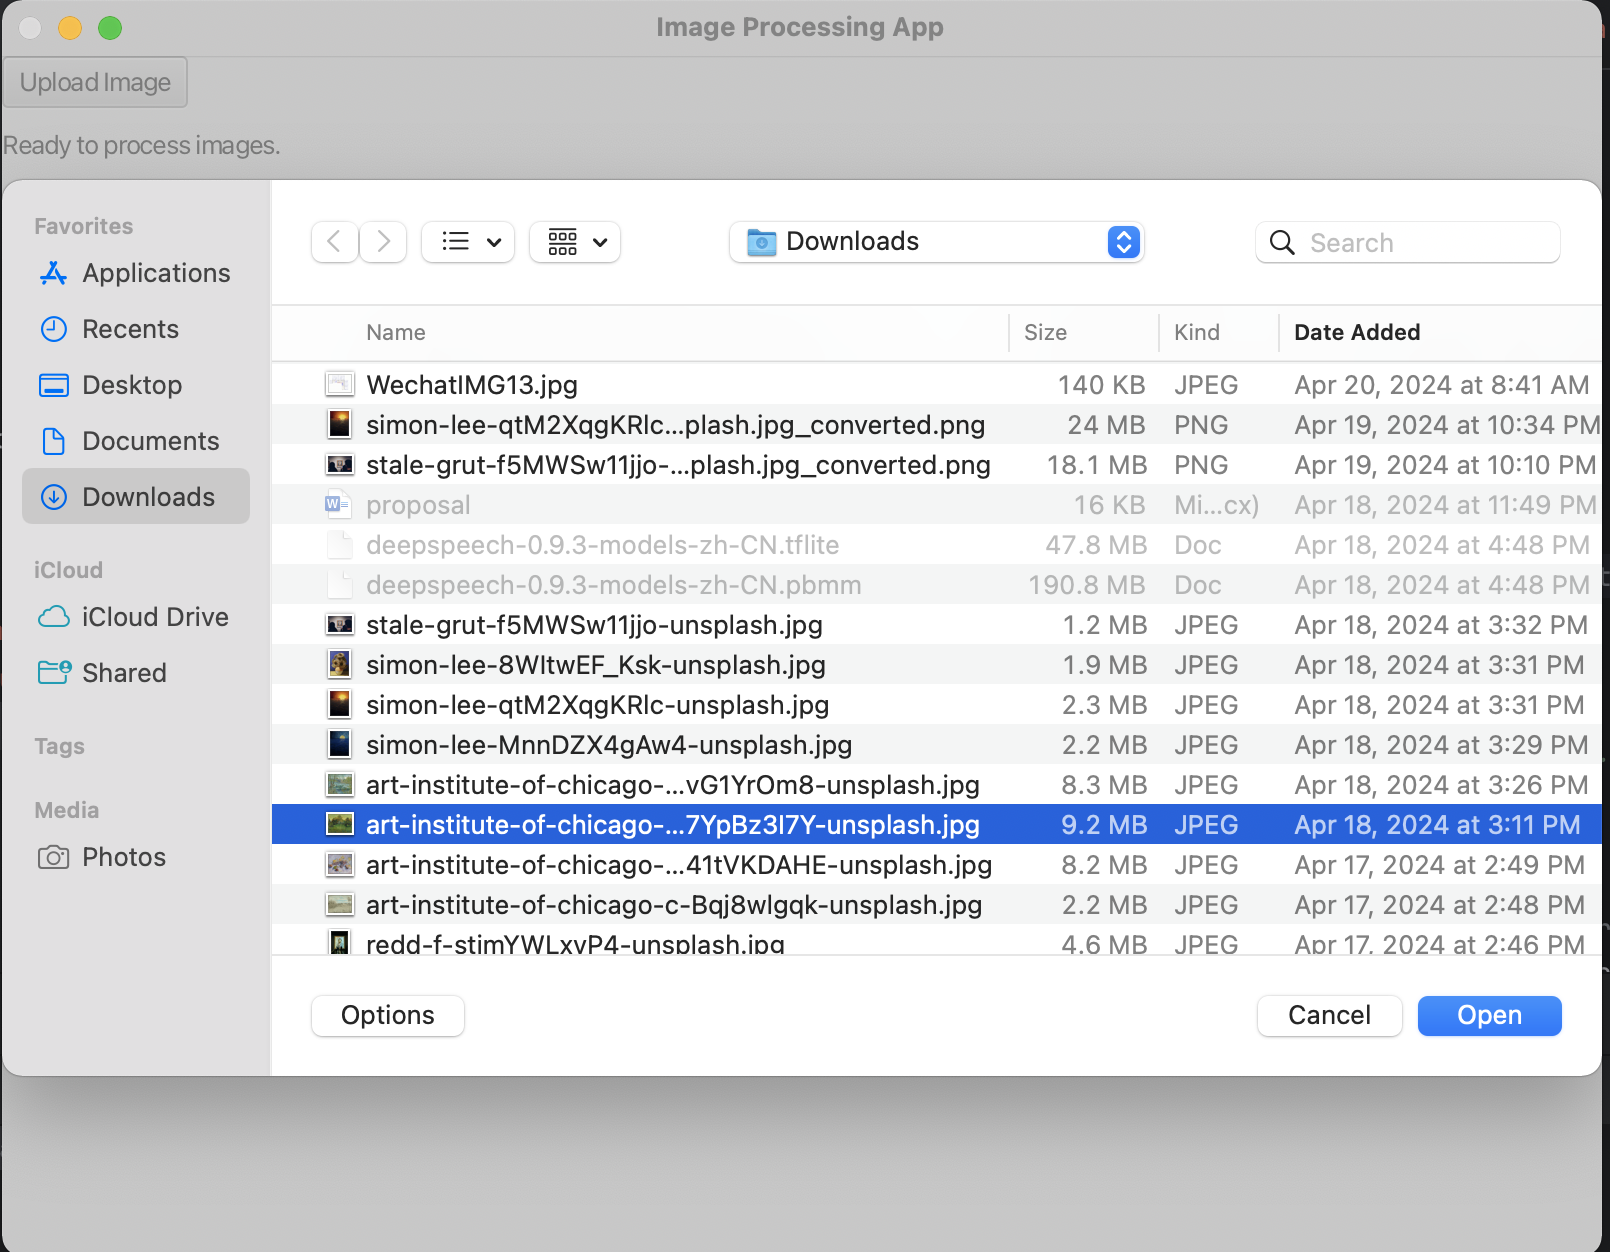 Image Processing App
Upload Image
Ready to process images.
Favorites
Applications
Recents
Desktop
Documents
Downloads
iCloud
iCloud Drive
Shared
Tags
Media
Photos
Downloads
Search
Name Size Kind Date Added
WechatIMG13.jpg 140 KB JPEG Apr 20, 2024 at 8:41 AM
simon-lee-qtM2XqgKRlc...plash.jpg_converted.png 24 MB PNG Apr 19, 2024 at 10:34 PM
stale-grut-f5MWSw11jjo-...plash.jpg_converted.png 18.1 MB PNG Apr 19, 2024 at 10:10 PM
proposal 16 KB Mi...cx) Apr 18, 2024 at 11:49 PM
deepspeech-0.9.3-models-zh-CN.tflite 47.8 MB Doc Apr 18, 2024 at 4:48 PM
deepspeech-0.9.3-models-zh-CN.pbmm 190.8 MB Doc Apr 18, 2024 at 4:48 PM
stale-grut-f5MWSw11jjo-unsplash.jpg 1.2 MB JPEG Apr 18, 2024 at 3:32 PM
simon-lee-8WItwEF_Ksk-unsplash.jpg 1.9 MB JPEG Apr 18, 2024 at 3:31 PM
simon-lee-qtM2XqgKRlc-unsplash.jpg 2.3 MB JPEG Apr 18, 2024 at 3:31 PM
simon-lee-MnnDZX4gAw4-unsplash.jpg 2.2 MB JPEG Apr 18, 2024 at 3:29 PM
art-institute-of-chicago-...vG1YrOm8-unsplash.jpg 8.3 MB JPEG Apr 18, 2024 at 3:26 PM
art-institute-of-chicago-...7YpBz3I7Y-unsplash.jpg 9.2 MB JPEG Apr 18, 2024 at 3:11 PM
art-institute-of-chicago-...41tVKDAHE-unsplash.jpg 8.2 MB JPEG Apr 17, 2024 at 2:49 PM
art-institute-of-chicago-c-Bqj8wlgqk-unsplash.jpg 2.2 MB JPEG Apr 17, 2024 at 2:48 PM
redd-f-stimYWLxvP4-unsplash.jpg 4.6 MB JPEG Apr 17, 2024 at 2:46 PM
Options
Cancel
Open